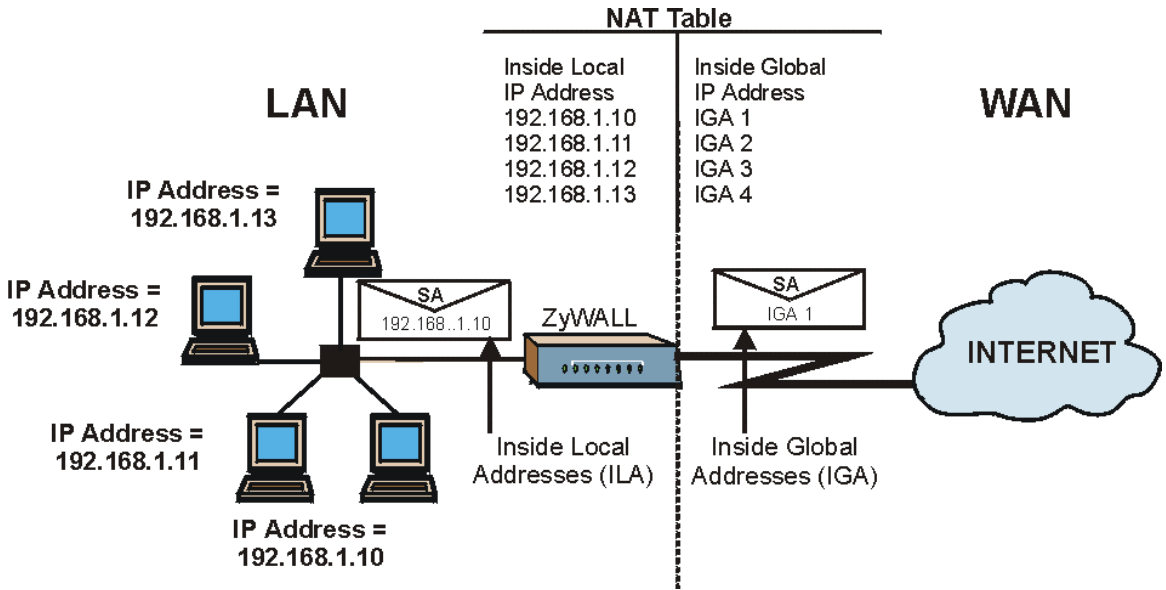 NAT Table
Inside Local
IP Address
192.168.1.10
192.168.1.11
192.168.1.12
192.168.1.13
Inside Global
IP Address
IGA 1
IGA 2
IGA 3
IGA 4
LAN
WAN
IP Address =
192.168.1.13
IP Address =
192.168.1.12
SA
192.168..1.10
ZyWALL
SA
IGA 1
INTERNET
IP Address =
192.168.1.11
Inside Local
Addresses (ILA)
Inside Global
Addresses (IGA)
IP Address =
192.168.1.10